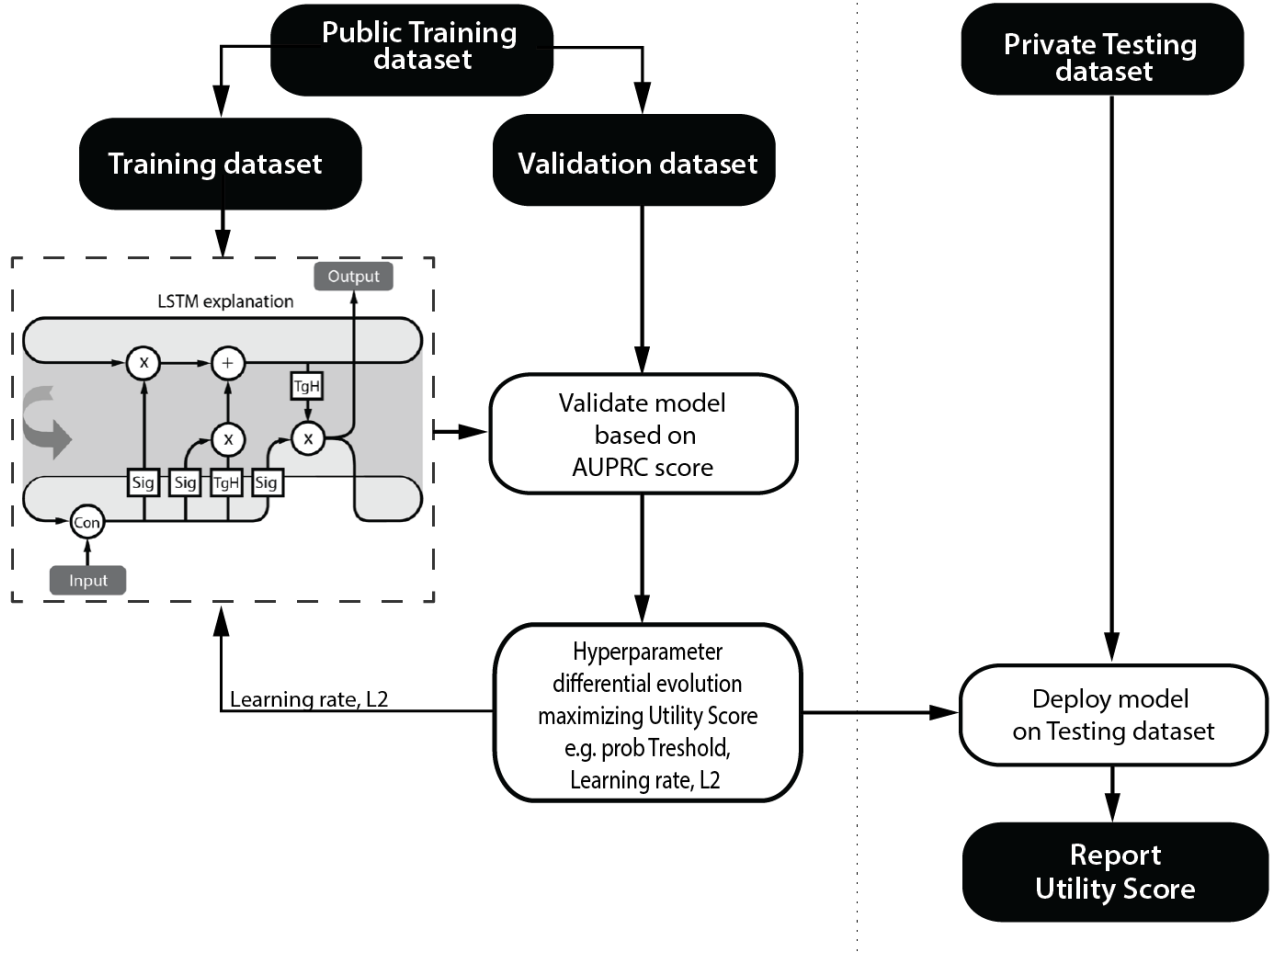 Public Training
dataset
Private Testing
dataset
Training dataset
Validation dataset
Output
LSTM explanation
x
+
TgH
x
x
Sig
Sig
TgH
Sig
Con
Input
Validate model
based on
AUPRC score
Hyperparameter
differential evolution
maximizing Utility Score
e.g. prob Treshold,
Learning rate, L2
Learning rate, L2
Deploy model
on Testing dataset
Report
Utility Score